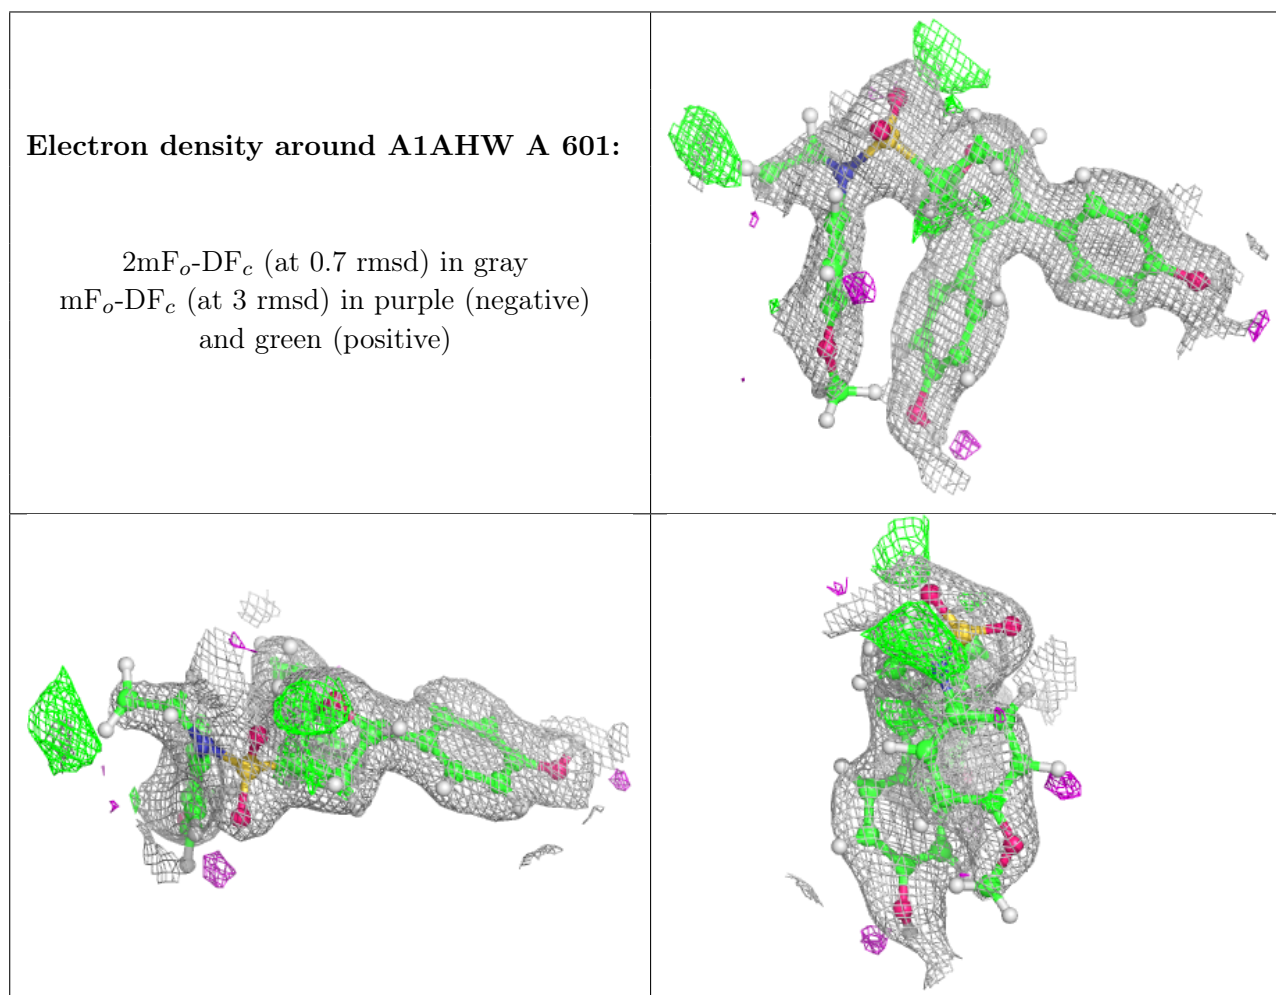 Electron density around A1AHW A 601:
2mFo-DFc (at 0.7 rmsd) in gray
mFo-DFc (at 3 rmsd) in purple (negative)
and green (positive)